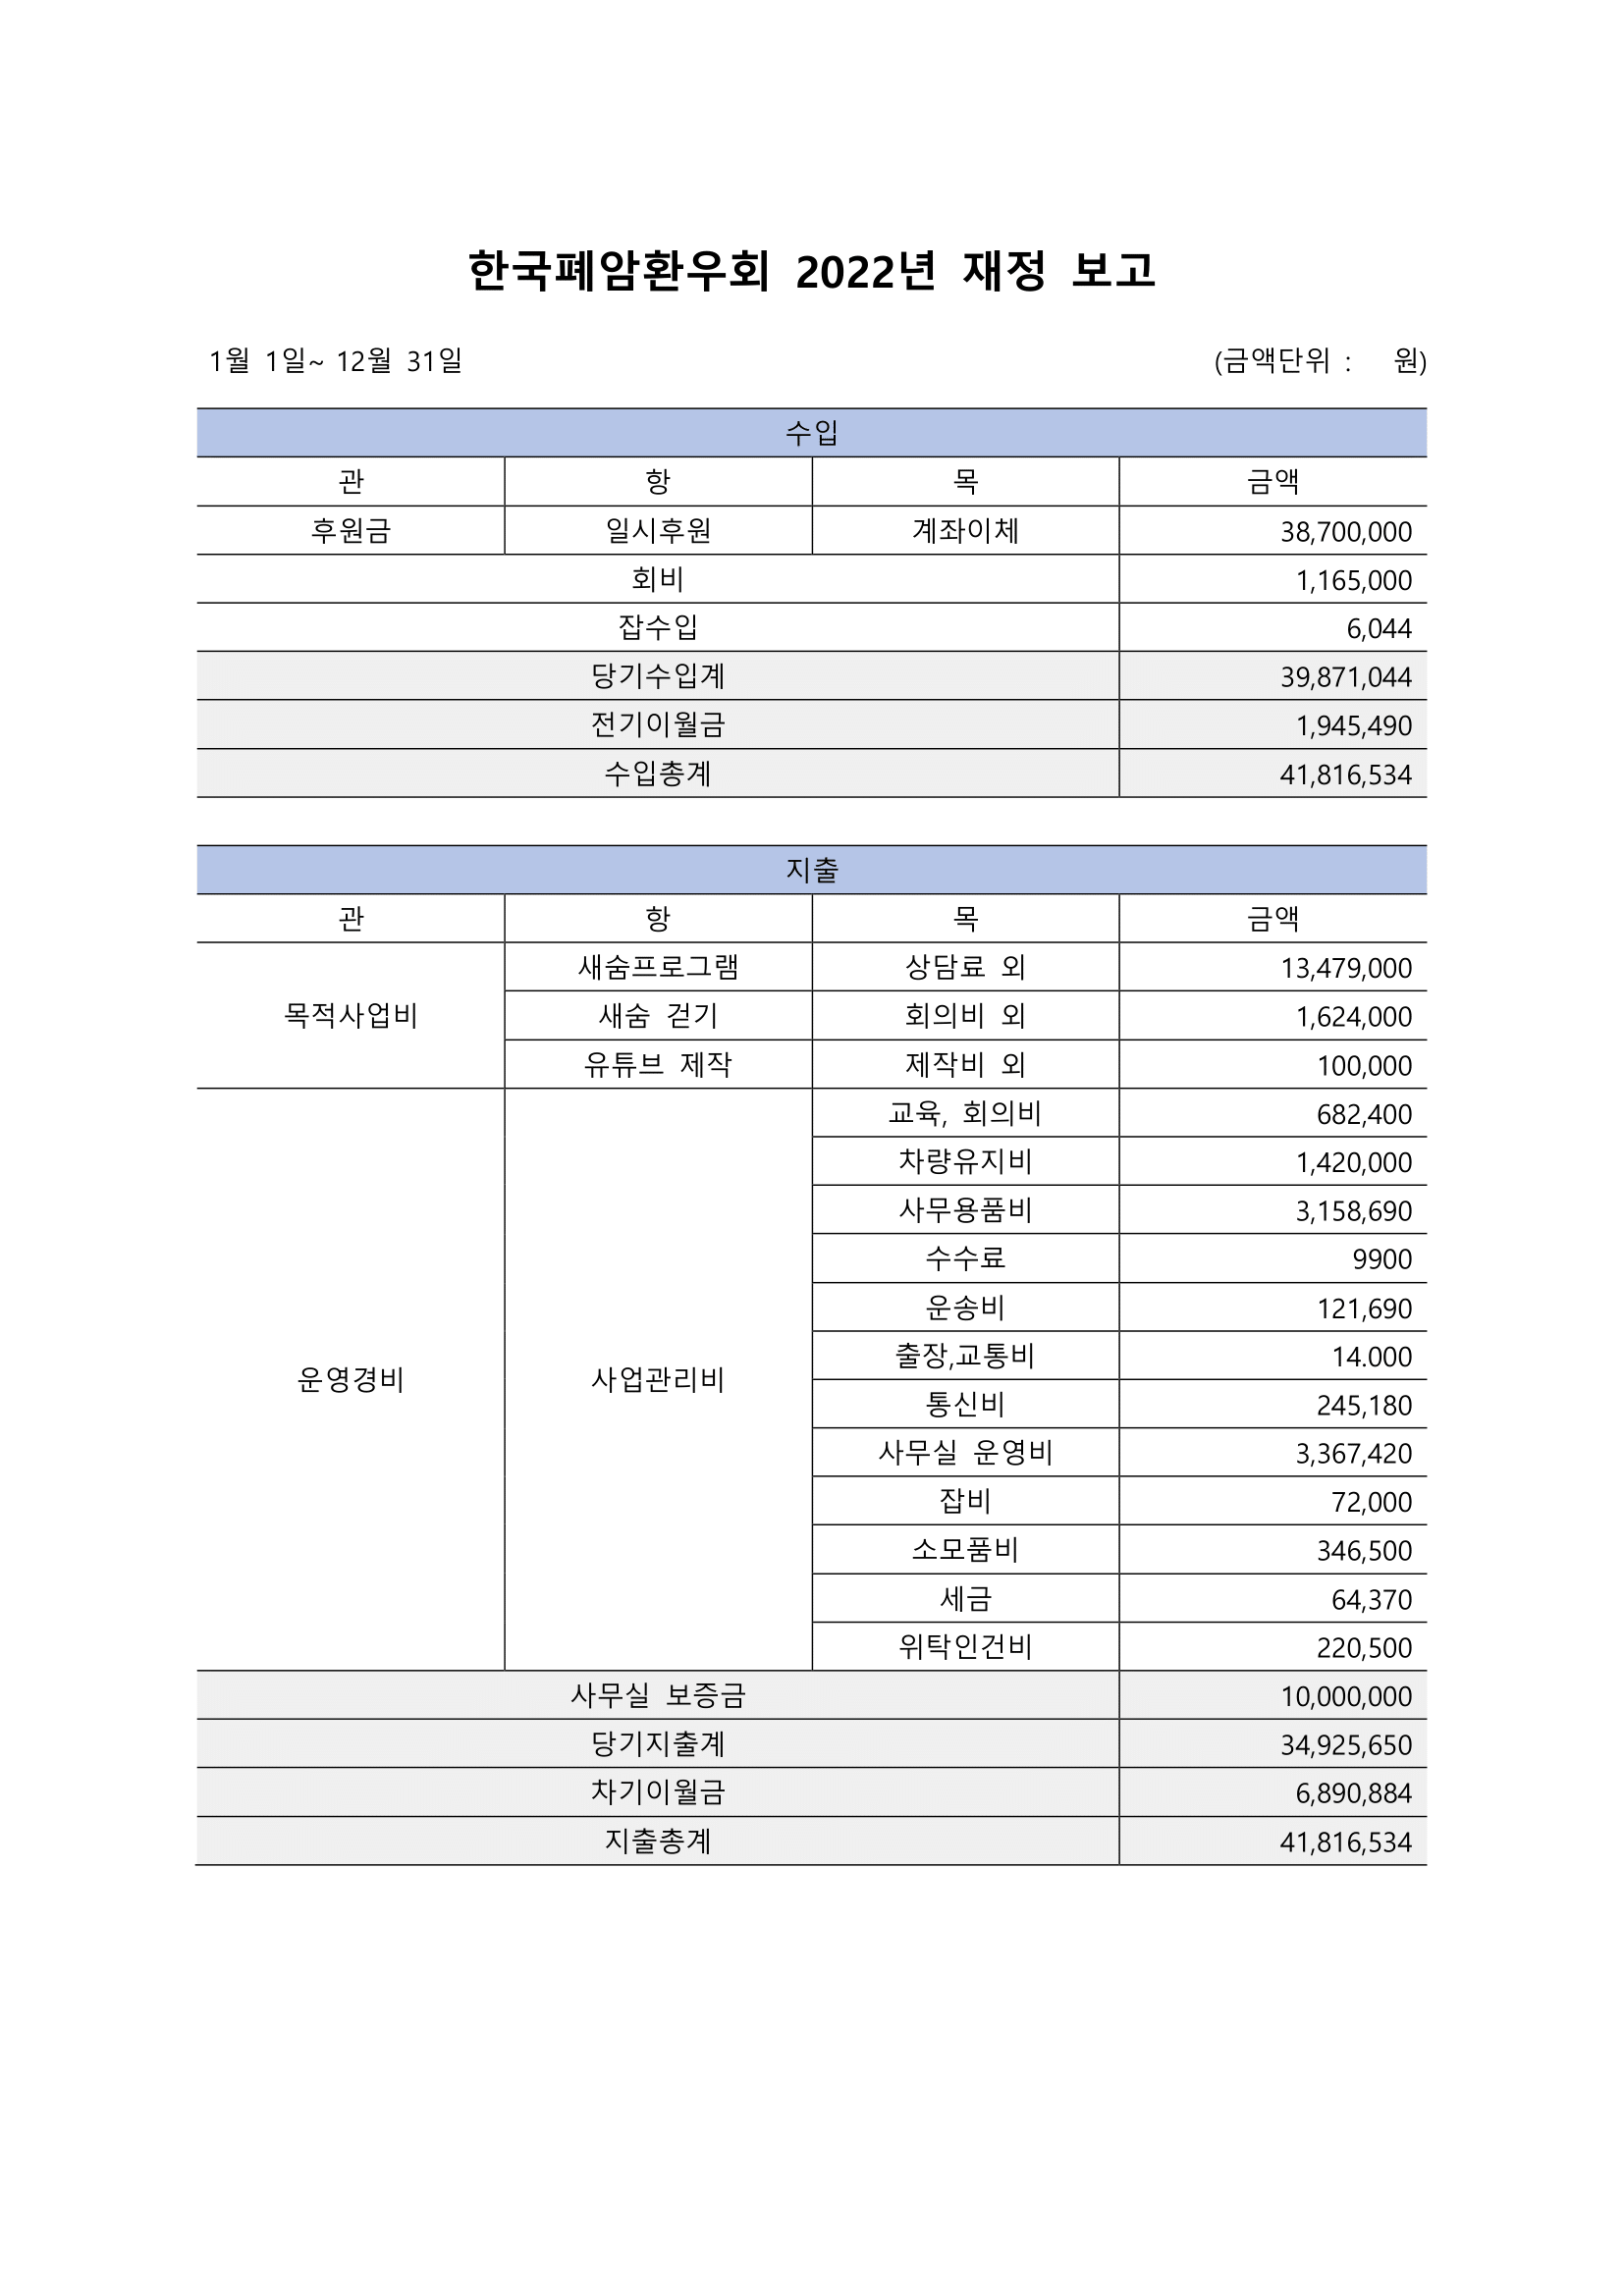 한국폐암환우회 2022년 재정 보고
1월 1일~ 12월 31일 (금액단위 : 원)
수입
관 항 목 금액
후원금 일시후원 계좌이체 38,700,000
회비 1,165,000
잡수입 6,044
당기수입계 39,871,044
전기이월금 1,945,490
수입총계 41,816,534
지출
관 항 목 금액
목적사업비 새숨프로그램 상담료 외 13,479,000
새숨 걷기 회의비 외 1,624,000
유튜브 제작 제작비 외 100,000
운영경비 사업관리비 교육, 회의비 682,400
차량유지비 1,420,000
사무용품비 3,158,690
수수료 9900
운송비 121,690
출장,교통비 14.000
통신비 245,180
사무실 운영비 3,367,420
잡비 72,000
소모품비 346,500
세금 64,370
위탁인건비 220,500
사무실 보증금 10,000,000
당기지출계 34,925,650
차기이월금 6,890,884
지출총계 41,816,534